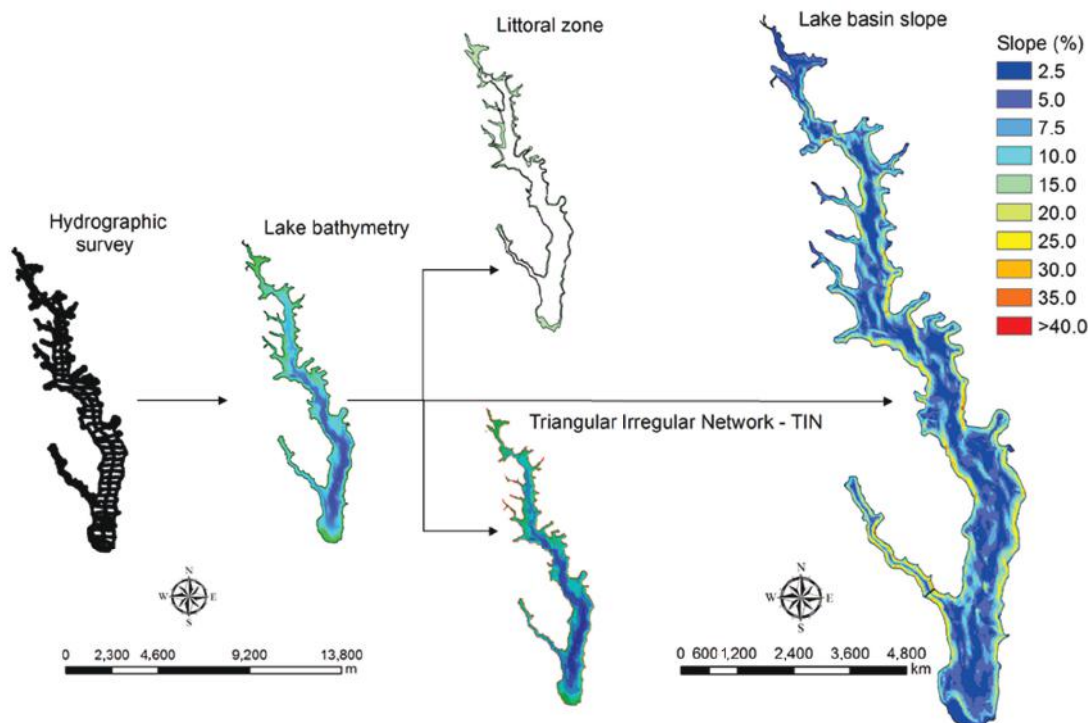 Littoral zone
Lake basin slope
Slope (%)
2.5
5.0
7.5
10.0
15.0
20.0
25.0
30.0
35.0
>40.0
Hydrographic
survey
Lake bathymetry
Triangular Irregular Network - TIN
N
W E
S
0 2,300 4,600 9,200 13,800
m
N
W E
S
0 600 1,200 2,400 3,600 4,800
km